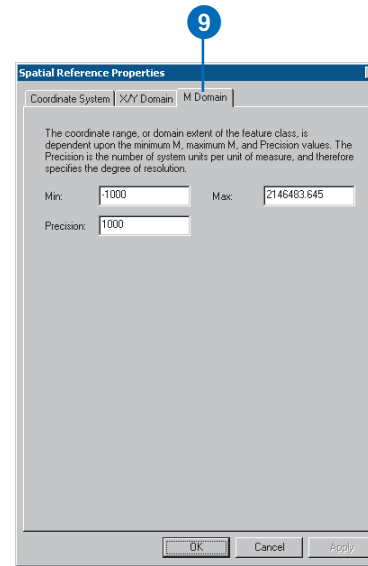 9
Spatial Reference Properties
Coordinate System X/Y Domain M Domain
The coordinate range, or domain extent of the feature class, is
dependent upon the minimum M, maximum M, and Precision values. The
Precision is the number of system units per unit of measure, and therefore
specifies the degree of resolution.
Min: -1000 Max: 2146483.645
Precision: 1000
OK Cancel Apply